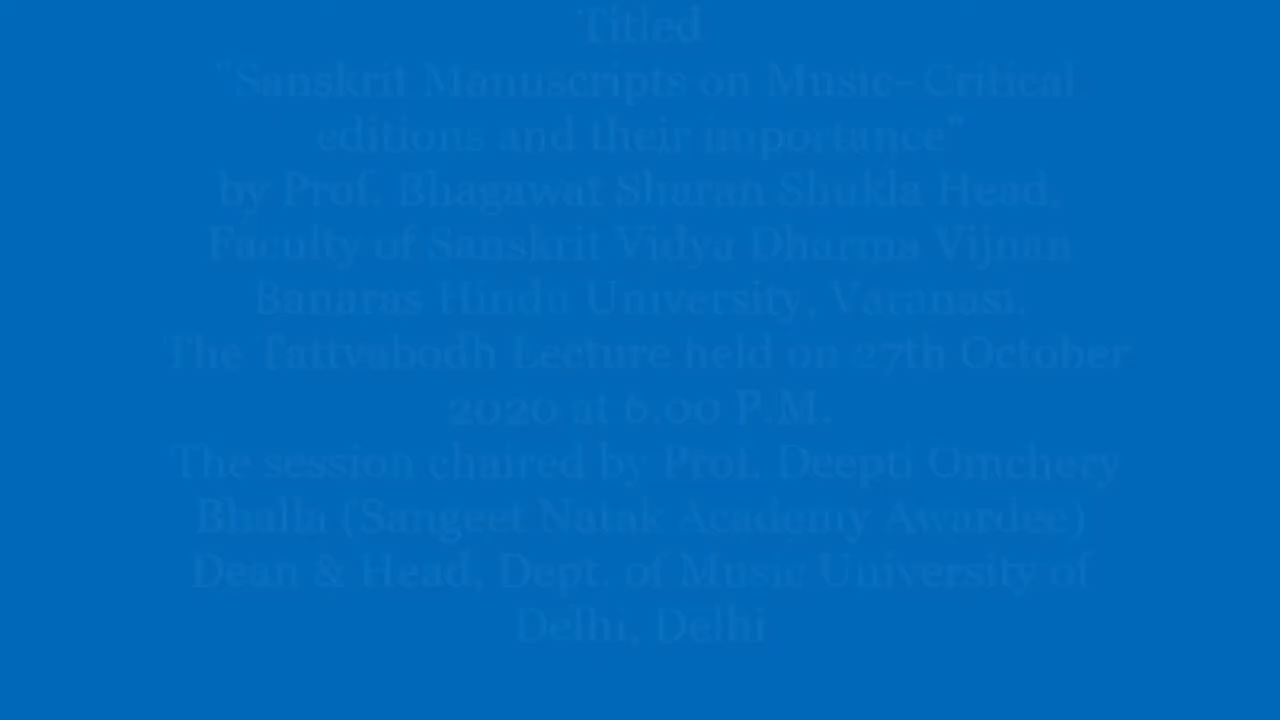 Titled
"Sanskrit Manuscripts on Music- Critical
editions and their importance"
by Prof. Bhagawat Sharan Shukla Head,
Faculty of Sanskrit Vidya Dharma Vijnan
Banaras Hindu University, Varanasi.
The Tattvabodh Lecture held on 27th October
2020 at 6.00 P.M.
The session chaired by Prof. Deepti Omchery
Bhalla (Sangeet Natak Academy Awardee)
Dean & Head, Dept. of Music University of
Delhi, Delhi